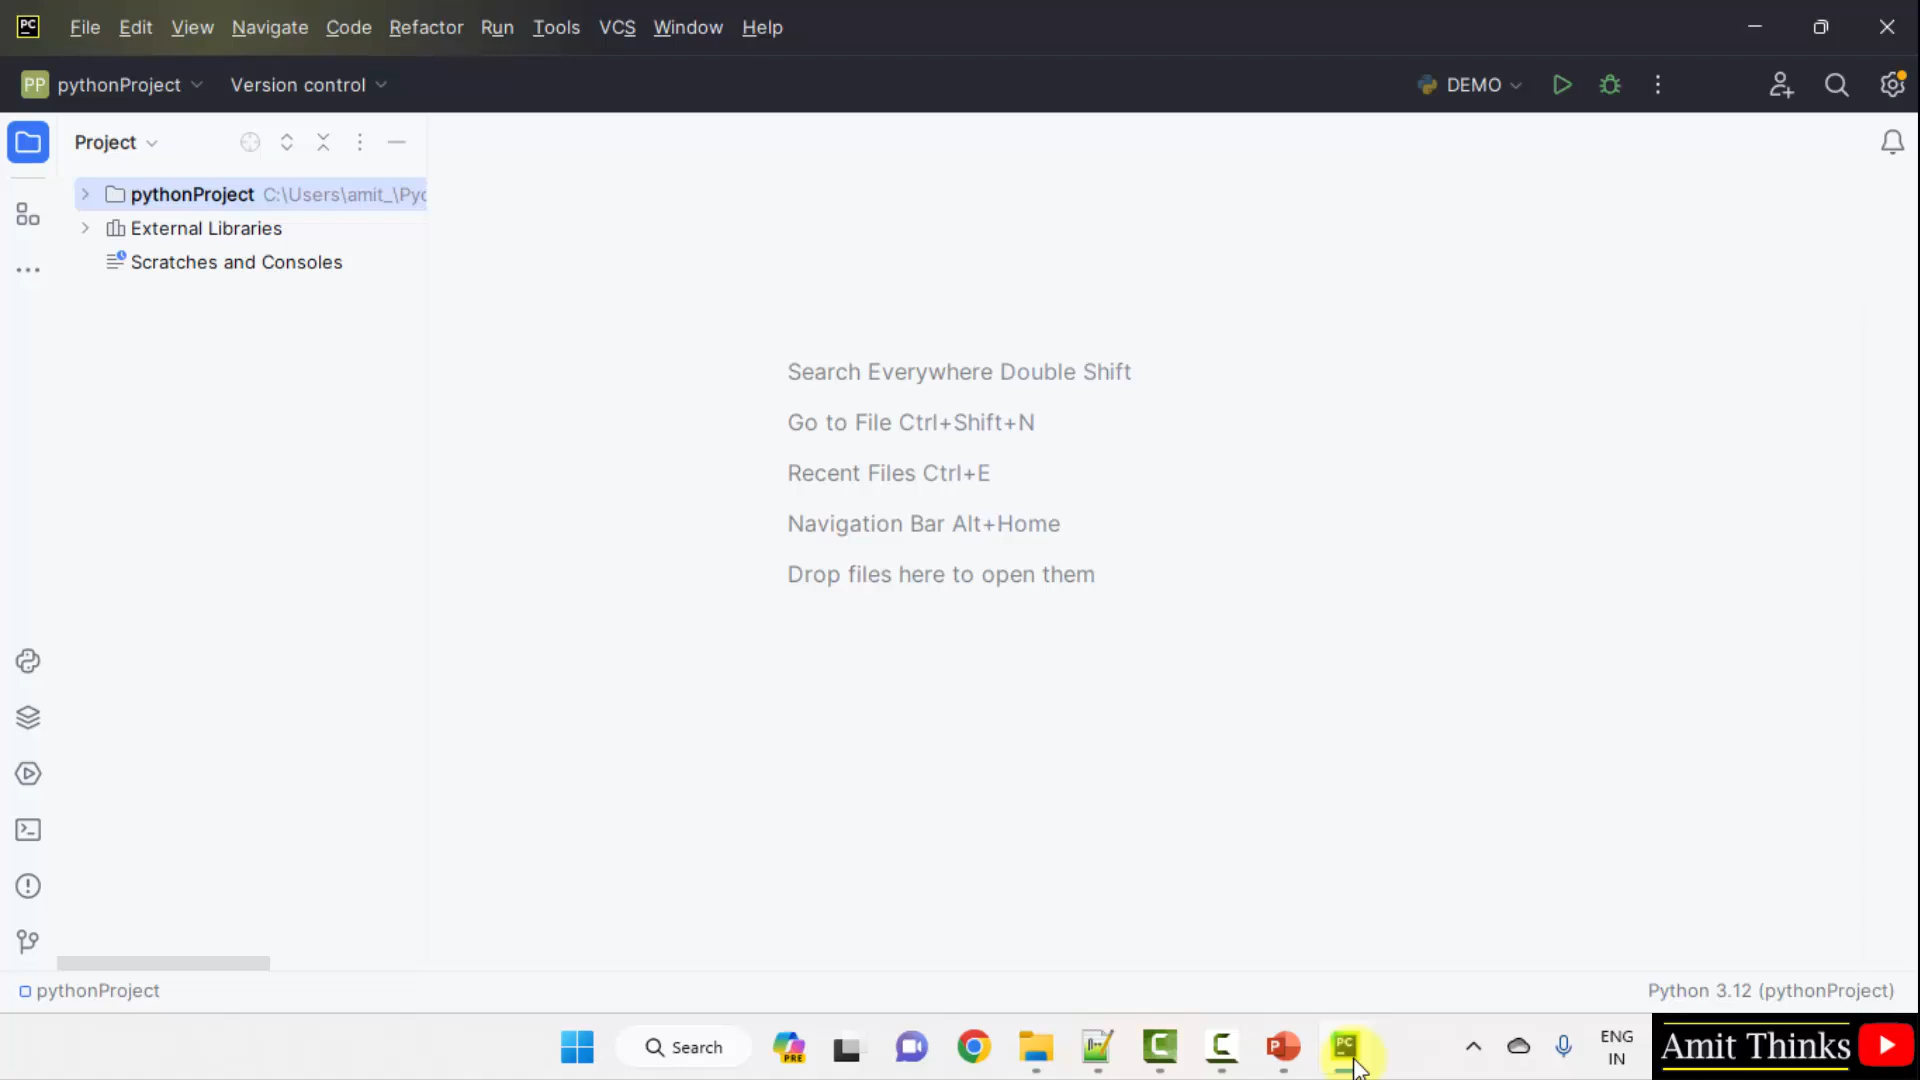 PC File Edit View Navigate Code Refactor Run Tools VCS Window Help
PP pythonProject Version control DEMO
Project
pythonProject C:\Users\amit_\Pyc
External Libraries
Scratches and Consoles
Search Everywhere Double Shift
Go to File Ctrl+Shift+N
Recent Files Ctrl+E
Navigation Bar Alt+Home
Drop files here to open them
pythonProject Python 3.12 (pythonProject)
Search PRE C C P PC ENG
IN
Amit Thinks